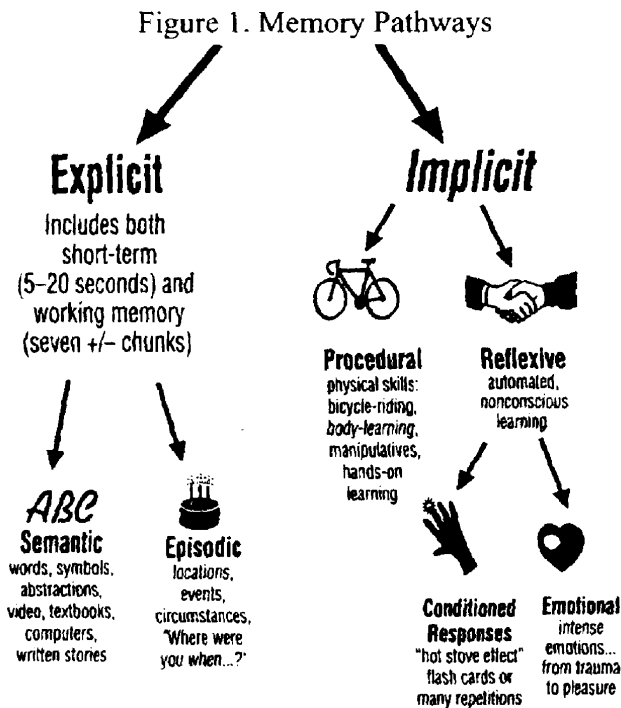 Figure 1. Memory Pathways
Explicit
Includes both
short-term
(5–20 seconds) and
working memory
(seven +/– chunks)
Implicit
Procedural
physical skills:
bicycle-riding,
body-learning,
manipulatives,
hands-on
learning
Reflexive
automated,
nonconscious
learning
ABC
Semantic
words, symbols,
abstractions,
video, textbooks,
computers,
written stories
Episodic
locations,
events,
circumstances,
"Where were
you when...?"
Conditioned
Responses
"hot stove effect"
flash cards or
many repetitions
Emotional
intense
emotions...
from trauma
to pleasure